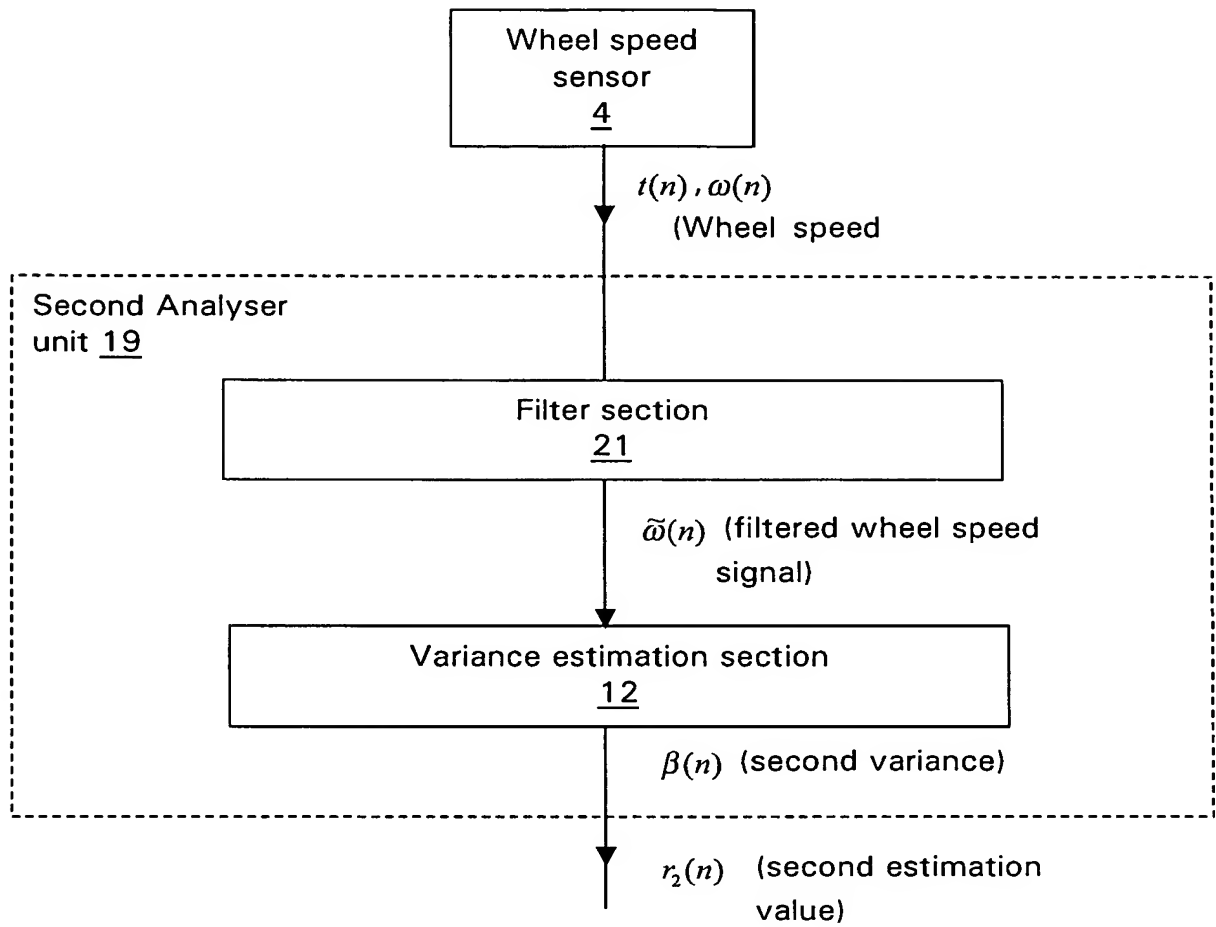 Wheel speed
sensor
4
t(n), ω(n)
(Wheel speed
Second Analyser
unit 19
Filter section
21
ω̃(n) (filtered wheel speed
signal)
Variance estimation section
12
β(n) (second variance)
r₂(n) (second estimation
value)